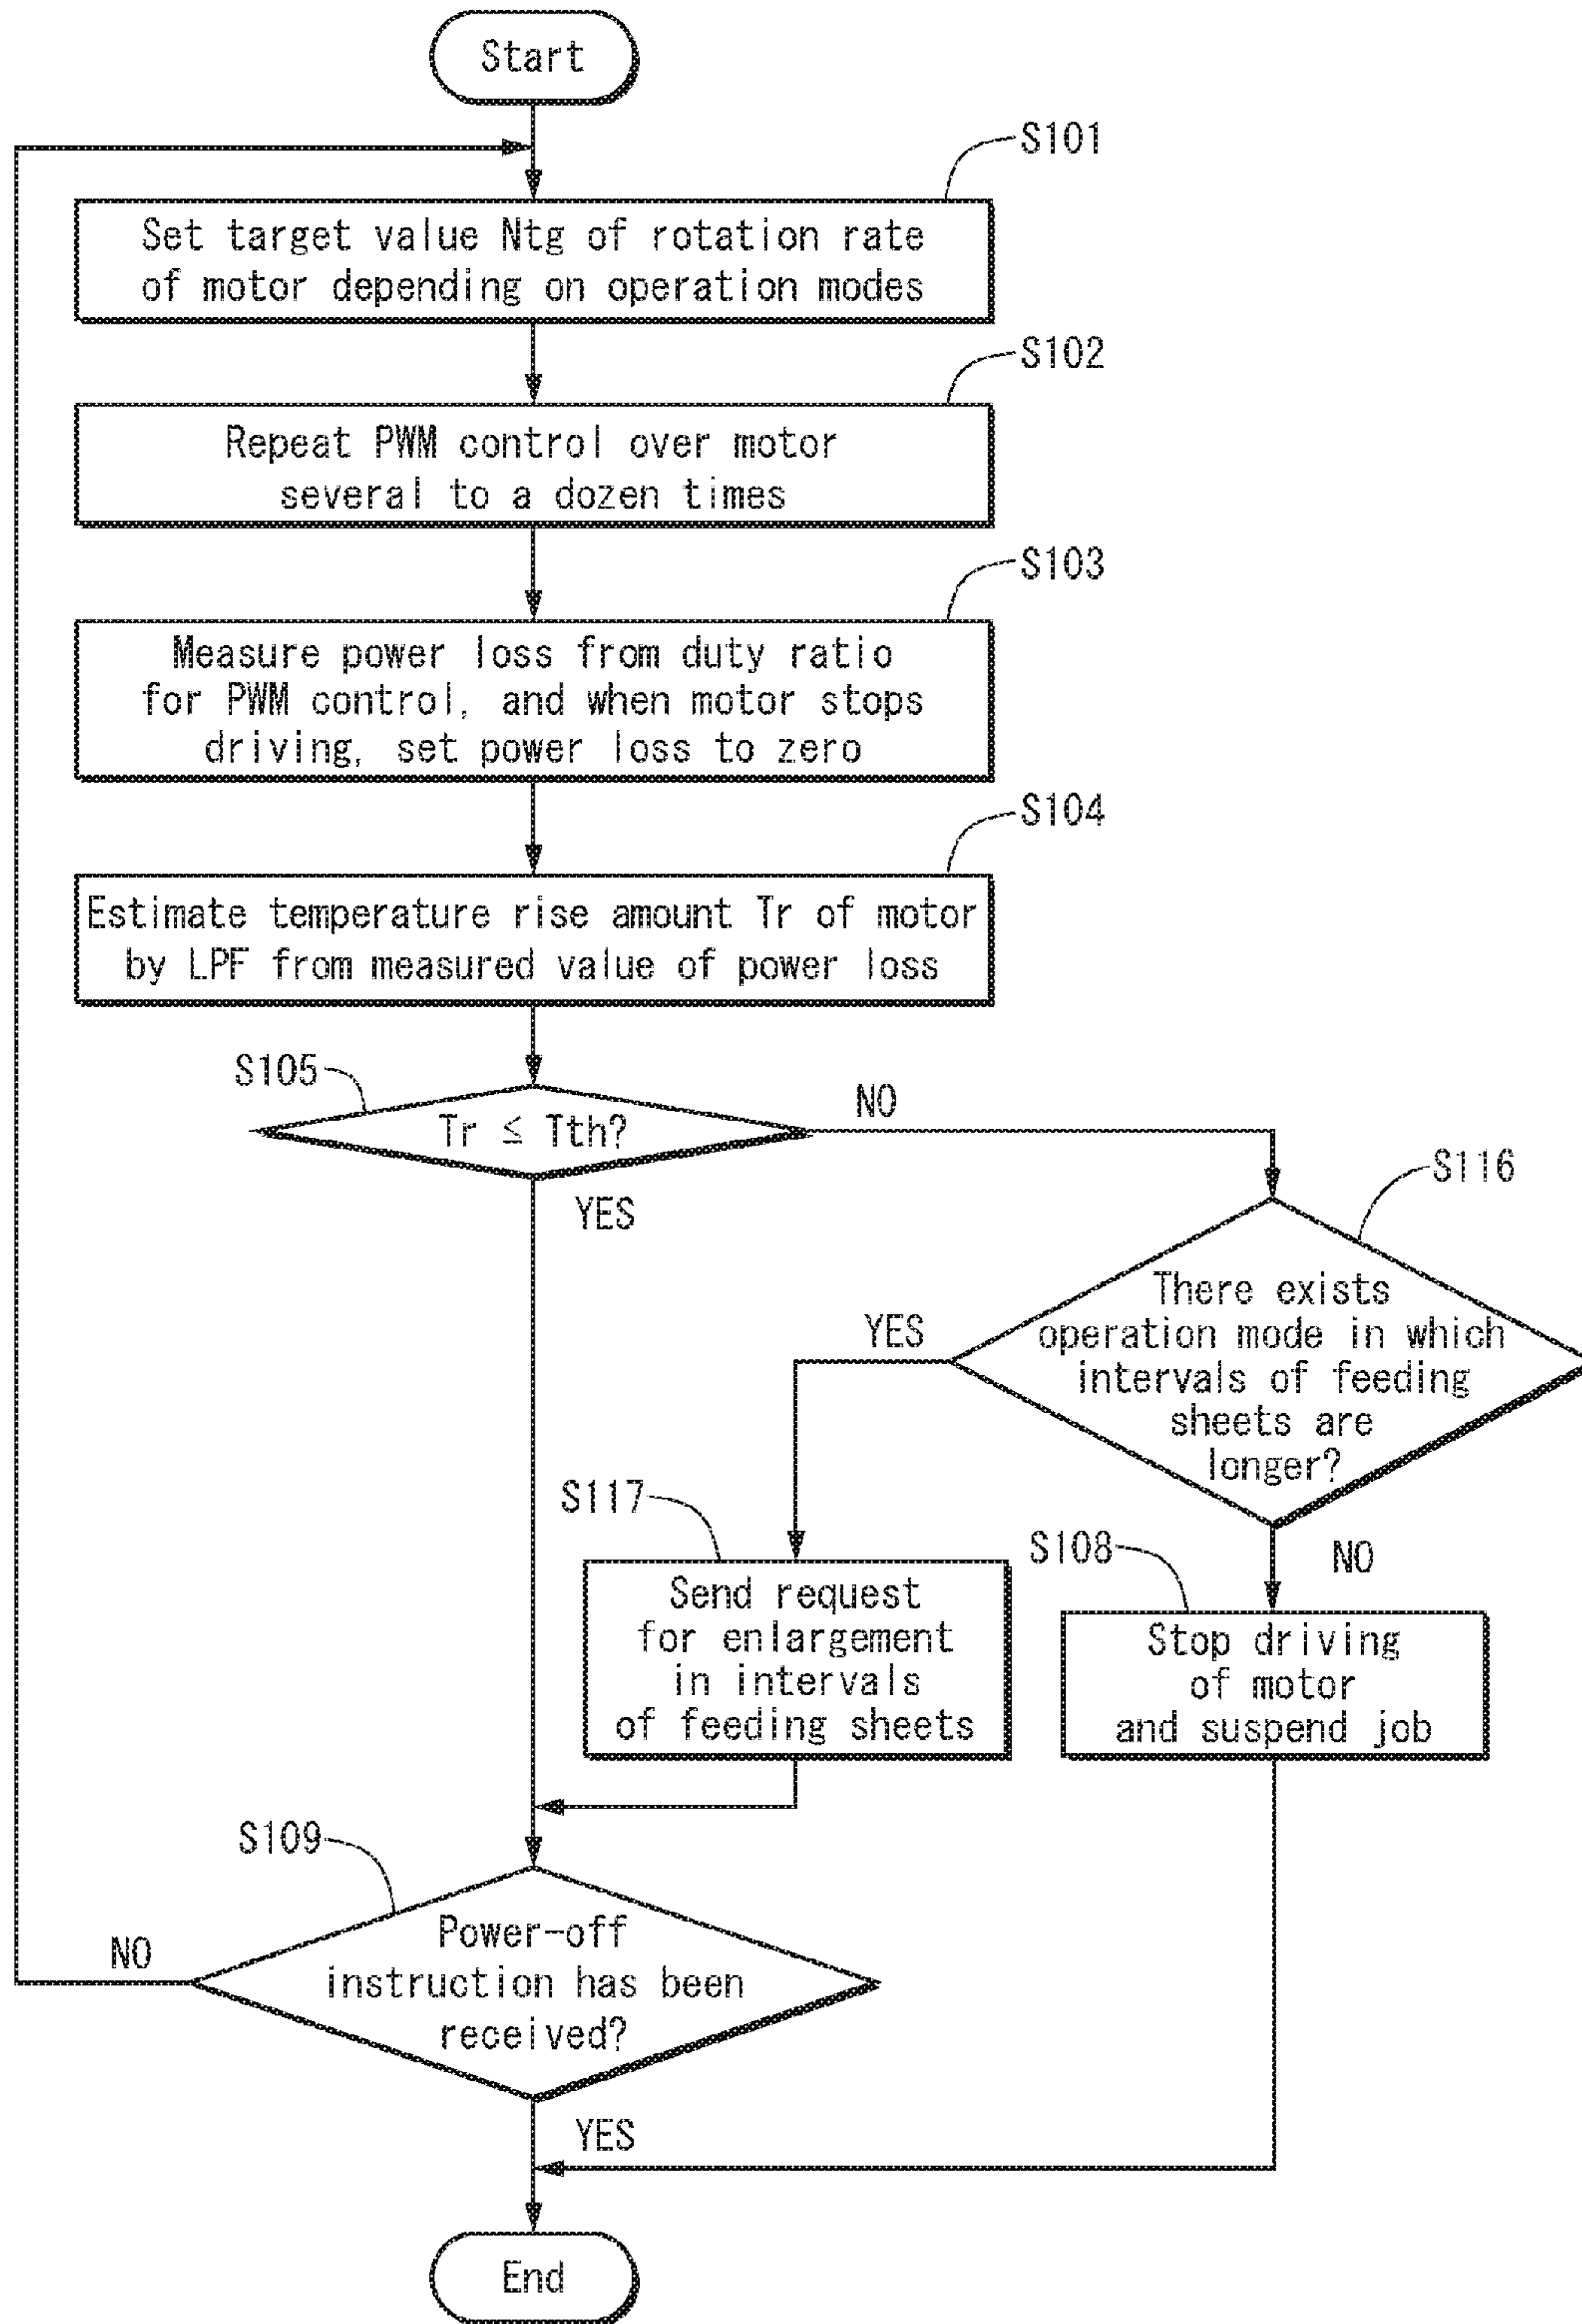 Start
S101
Set target value Ntg of rotation rate
of motor depending on operation modes
S102
Repeat PWM control over motor
several to a dozen times
S103
Measure power loss from duty ratio
for PWM control, and when motor stops
driving, set power loss to zero
S104
Estimate temperature rise amount Tr of motor
by LPF from measured value of power loss
S105
Tr ≦ Tth?
NO
YES
S116
There exists
operation mode in which
intervals of feeding
sheets are
longer?
YES
NO
S117
Send request
for enlargement
in intervals
of feeding sheets
S108
Stop driving
of motor
and suspend job
S109
Power-off
instruction has been
received?
NO
YES
End